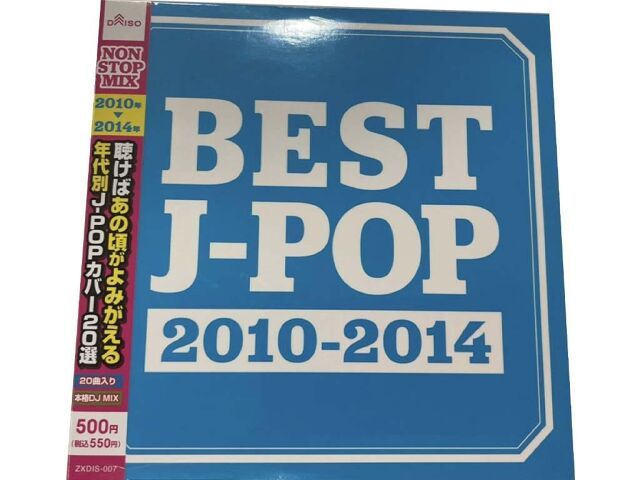 DAISO
NON
STOP
MIX
2010年
▼
2014年
聴けばあの頃がよみがえる
年代別J-POPカバー20選
20曲入り
本格DJ MIX
500円
(税込550円)
ZXDIS-007
BEST
J-POP
2010-2014